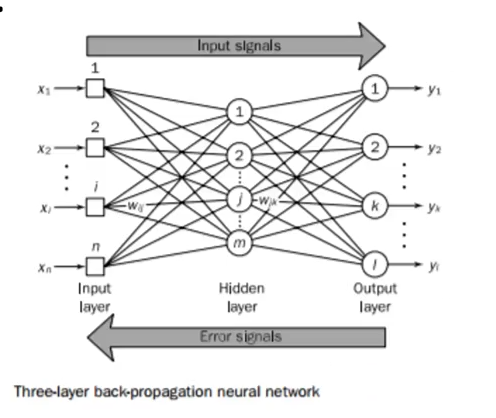 Input signals
1
1
x1
y1
1
2
2
x2
y2
2
i
j
k
xi
wij
wjk
yk
n
m
l
xn
yl
Input layer
Hidden layer
Output layer
Error signals
Three-layer back-propagation neural network